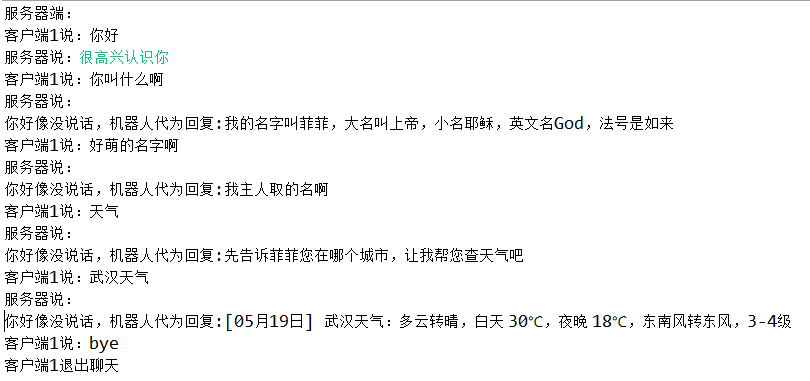 服务器端：
客户端1说：你好
服务器说：很高兴认识你
客户端1说：你叫什么啊
服务器说：
你好像没说话，机器人代为回复:我的名字叫菲菲，大名叫上帝，小名耶稣，英文名God，法号是如来
客户端1说：好萌的名字啊
服务器说：
你好像没说话，机器人代为回复:我主人取的名啊
客户端1说：天气
服务器说：
你好像没说话，机器人代为回复:先告诉菲菲您在哪个城市，让我帮您查天气吧
客户端1说：武汉天气
服务器说：
你好像没说话，机器人代为回复:[05月19日] 武汉天气：多云转晴，白天 30℃，夜晚 18℃，东南风转东风，3-4级
客户端1说：bye
客户端1退出聊天